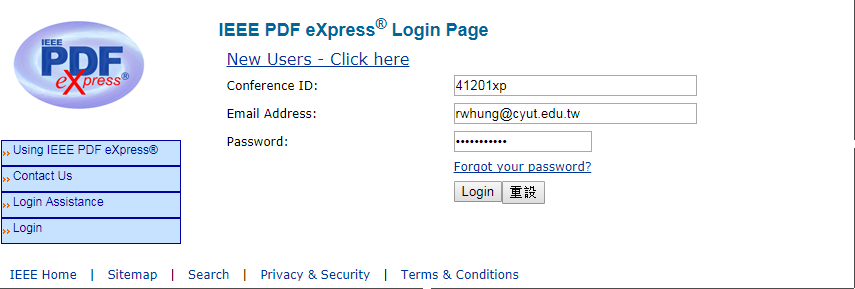 IEEE PDF eXpress® Login Page
IEEE
PDF
eXpress®
New Users - Click here
Conference ID: 41201xp
Email Address: rwhung@cyut.edu.tw
Password: •••••••••••
Forgot your password?
Login 重設
Using IEEE PDF eXpress®
Contact Us
Login Assistance
Login
IEEE Home | Sitemap | Search | Privacy & Security | Terms & Conditions